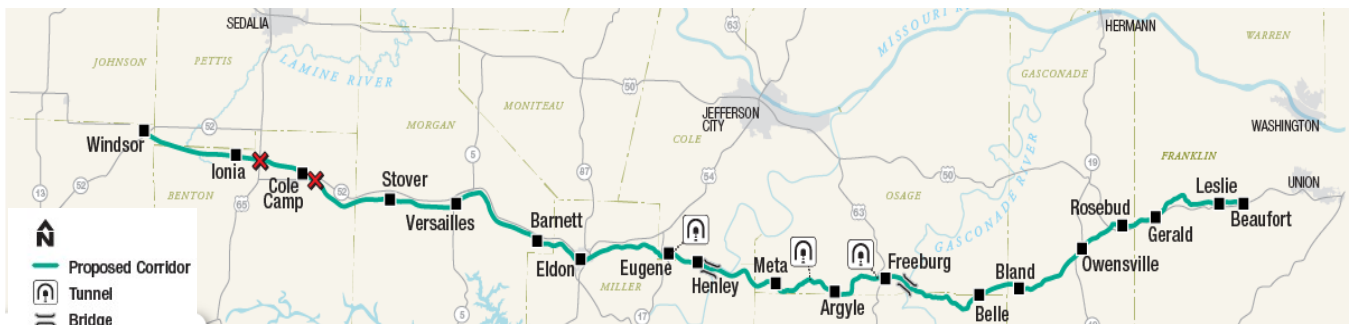 SEDALIA
63
HERMANN
WARREN
JOHNSON
PETTIS
LAMINE RIVER
MISSOURI R
GASCONADE
50
MONITEAU
JEFFERSON
CITY
52
MORGAN
COLE
WASHINGTON
Windsor
5
87
54
50
19
FRANKLIN
Ionia
Cole
Camp
52
Stover
OSAGE
GASCONADE RIVER
Leslie
UNION
13
52
BENTON
65
Versailles
Barnett
63
Rosebud
Gerald
Beaufort
N
Eldon
Eugene
Henley
Meta
Freeburg
Bland
Owensville
Proposed Corridor
Tunnel
Bridge
MILLER
Argyle
Belle
5
17
19